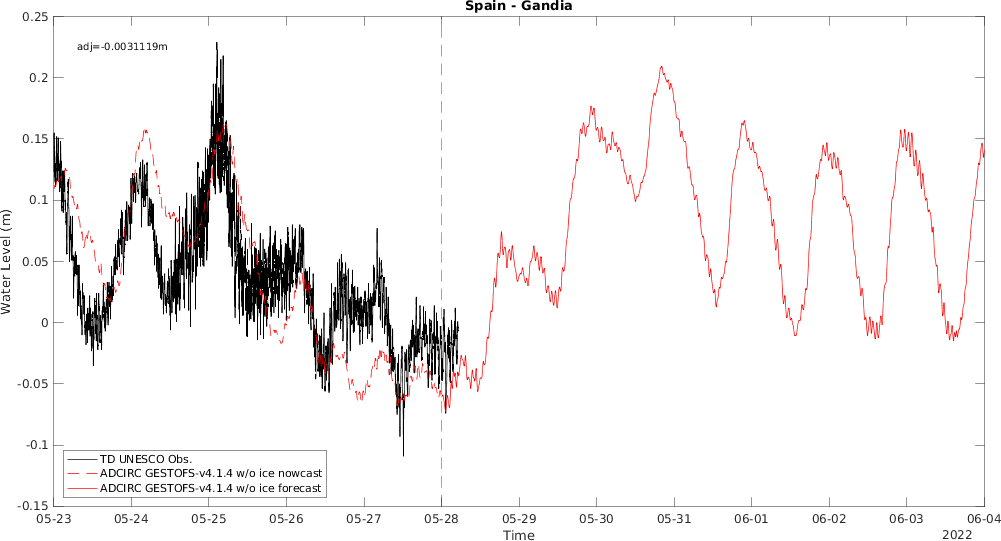 Spain - Gandia
adj=-0.0031119m
0.25
0.2
0.15
0.1
0.05
0
-0.05
-0.1
-0.15
Water Level (m)
TD UNESCO Obs.
ADCIRC GESTOFS-v4.1.4 w/o ice nowcast
ADCIRC GESTOFS-v4.1.4 w/o ice forecast
05-23 05-24 05-25 05-26 05-27 05-28 05-29 05-30 05-31 06-01 06-02 06-03 06-04
Time
2022